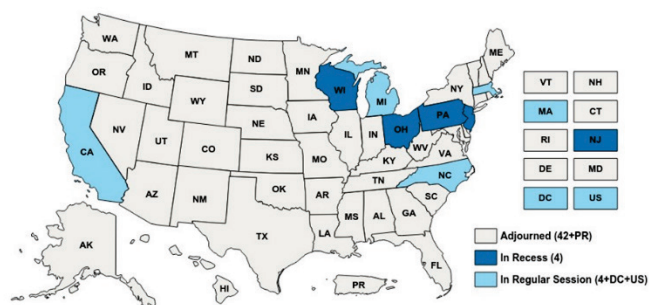 WA
MT
ND
MN
ME
OR
ID
WY
SD
WI
MI
NY
NV
UT
CO
NE
IA
IL
IN
OH
PA
CA
KS
MO
KY
WV
VA
AZ
NM
OK
AR
TN
NC
SC
TX
LA
MS
AL
GA
FL
AK
HI
PR
VT NH
MA CT
RI NJ
DE MD
DC US
Adjourned (42+PR)
In Recess (4)
In Regular Session (4+DC+US)